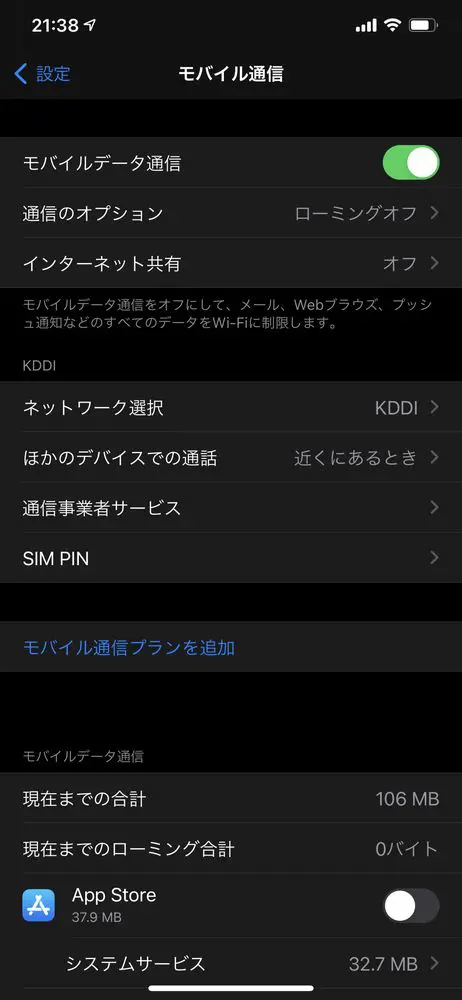 21:38
設定
モバイル通信
モバイルデータ通信
通信のオプション ローミングオフ
インターネット共有 オフ
モバイルデータ通信をオフにして、メール、Webブラウズ、プッシ
ュ通知などのすべてのデータをWi-Fiに制限します。
KDDI
ネットワーク選択 KDDI
ほかのデバイスでの通話 近くにあるとき
通信事業者サービス
SIM PIN
モバイル通信プランを追加
モバイルデータ通信
現在までの合計 106 MB
現在までのローミング合計 0バイト
App Store
37.9 MB
システムサービス 32.7 MB